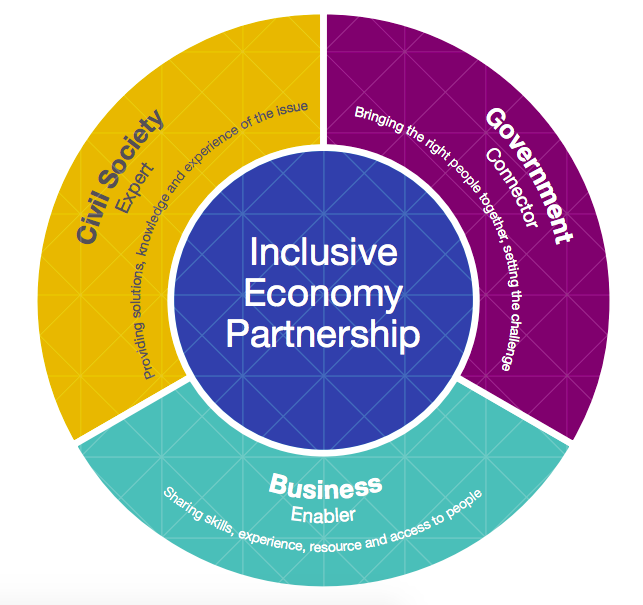 Inclusive
Economy
Partnership
Civil Society
Expert
Providing solutions, knowledge and experience of the issue
Government
Connector
Bringing the right people together, setting the challenge
Business
Enabler
Sharing skills, experience, resource and access to people